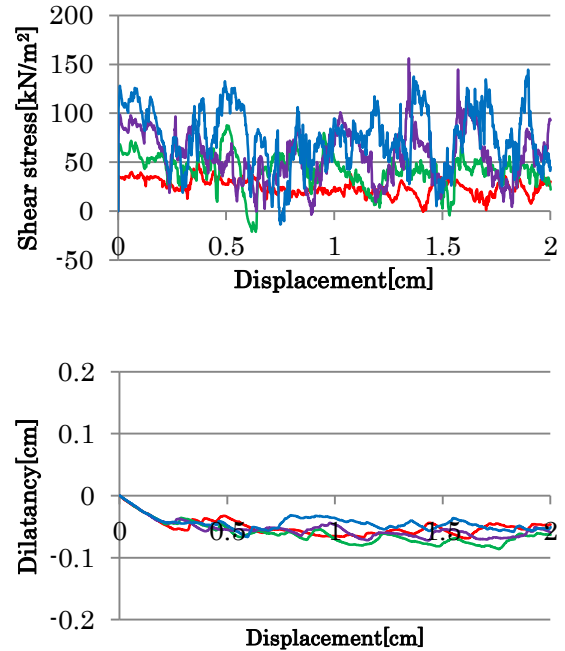 200
150
100
50
0
-50
Shear stress[kN/m²]
0 0.5 1 1.5 2
Displacement[cm]
0.2
0.1
0
-0.1
-0.2
Dilatancy[cm]
0 0.5 1 1.5 2
Displacement[cm]